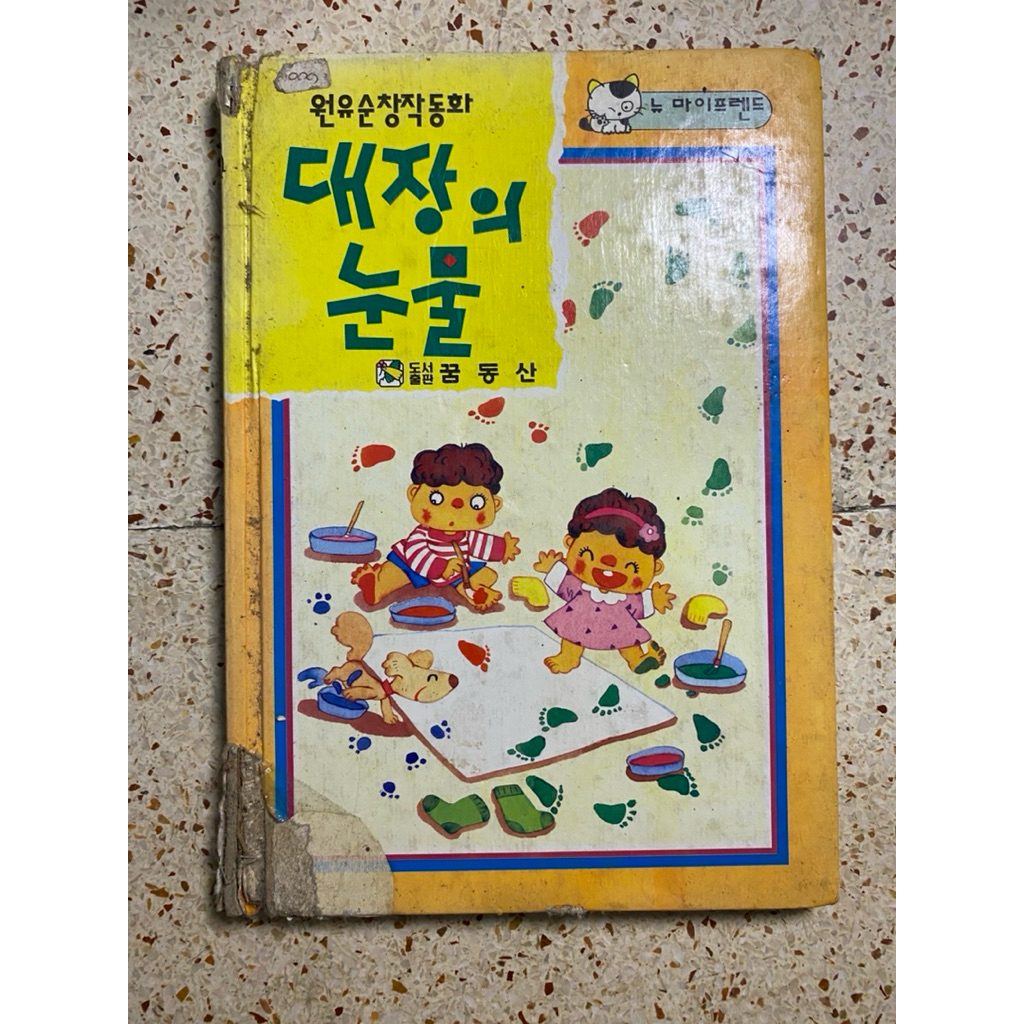 원유순창작동화
뉴 마이프렌드
대장의
눈물
도서출판 꿈동산